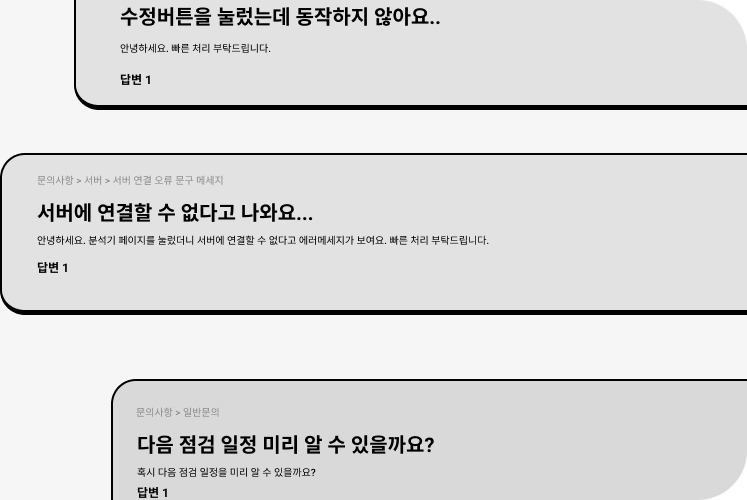 수정버튼을 눌렀는데 동작하지 않아요..
안녕하세요. 빠른 처리 부탁드립니다.
답변 1
문의사항 > 서버 > 서버 연결 오류 문구 메세지
서버에 연결할 수 없다고 나와요...
안녕하세요. 분석기 페이지를 눌렀더니 서버에 연결할 수 없다고 에러메세지가 보여요. 빠른 처리 부탁드립니다.
답변 1
문의사항 > 일반문의
다음 점검 일정 미리 알 수 있을까요?
혹시 다음 점검 일정을 미리 알 수 있을까요?
답변 1